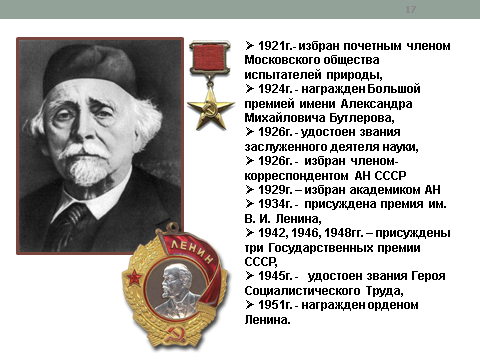 17
➢ 1921г.- избран почетным членом
Московского общества
испытателей природы,
➢ 1924г. - награжден Большой
премией имени Александра
Михайловича Бутлерова,
➢ 1926г. - удостоен звания
заслуженного деятеля науки,
➢ 1926г. - избран членом-
корреспондентом АН СССР
➢ 1929г. – избран академиком АН
➢ 1934г. - присуждена премия им.
В. И. Ленина,
➢ 1942, 1946, 1948гг. – присуждены
три Государственных премии
СССР,
➢ 1945г. - удостоен звания Героя
Социалистического Труда,
➢ 1951г. - награжден орденом
Ленина.
ЛЕНИН